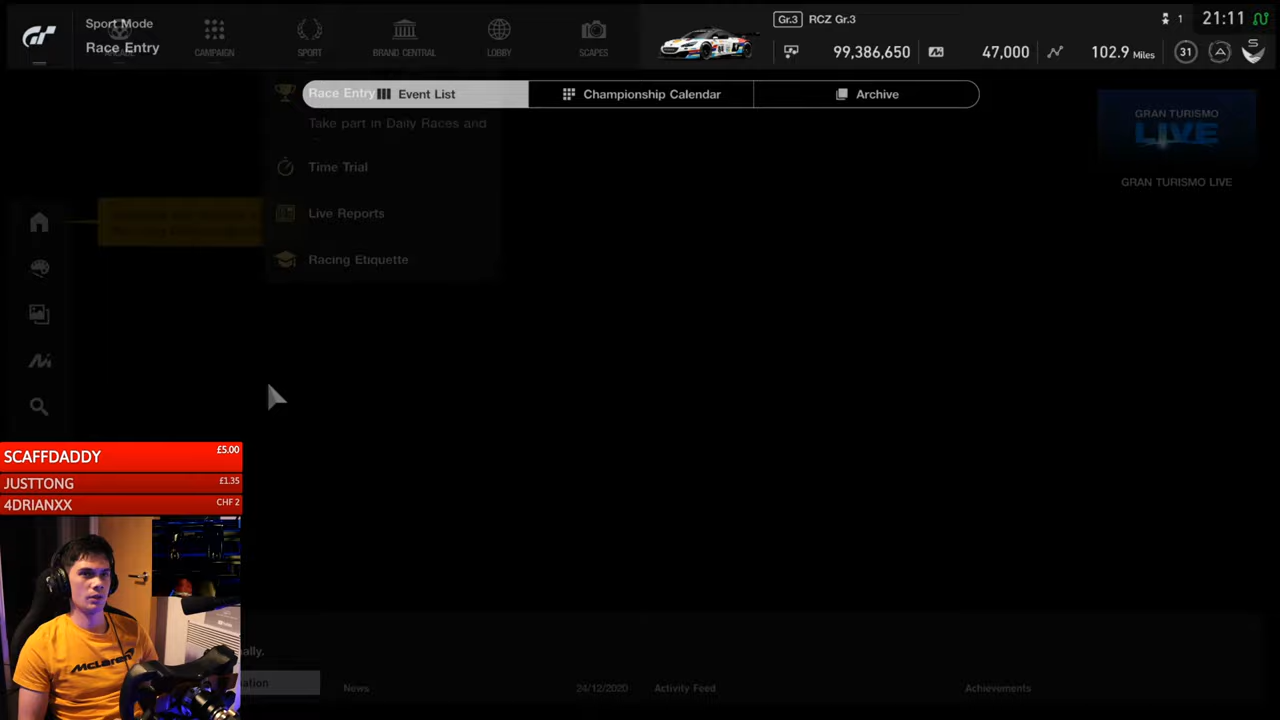 Sport Mode
Race Entry
CAMPAIGN
SPORT
BRAND CENTRAL
LOBBY
SCAPES
Gr.3 RCZ Gr.3
99,386,650
47,000
102.9 Miles
1
21:11
31
S
Race Entry
Event List
Championship Calendar
Archive
Take part in Daily Races and
Time Trial
Live Reports
Racing Etiquette
GRAN TURISMO
LIVE
GRAN TURISMO LIVE
SCAFFDADDY £5.00
JUSTTONG £1.35
4DRIANXX CHF 2
McLaren
ally.
ation
News
24/12/2020
Activity Feed
Achievements